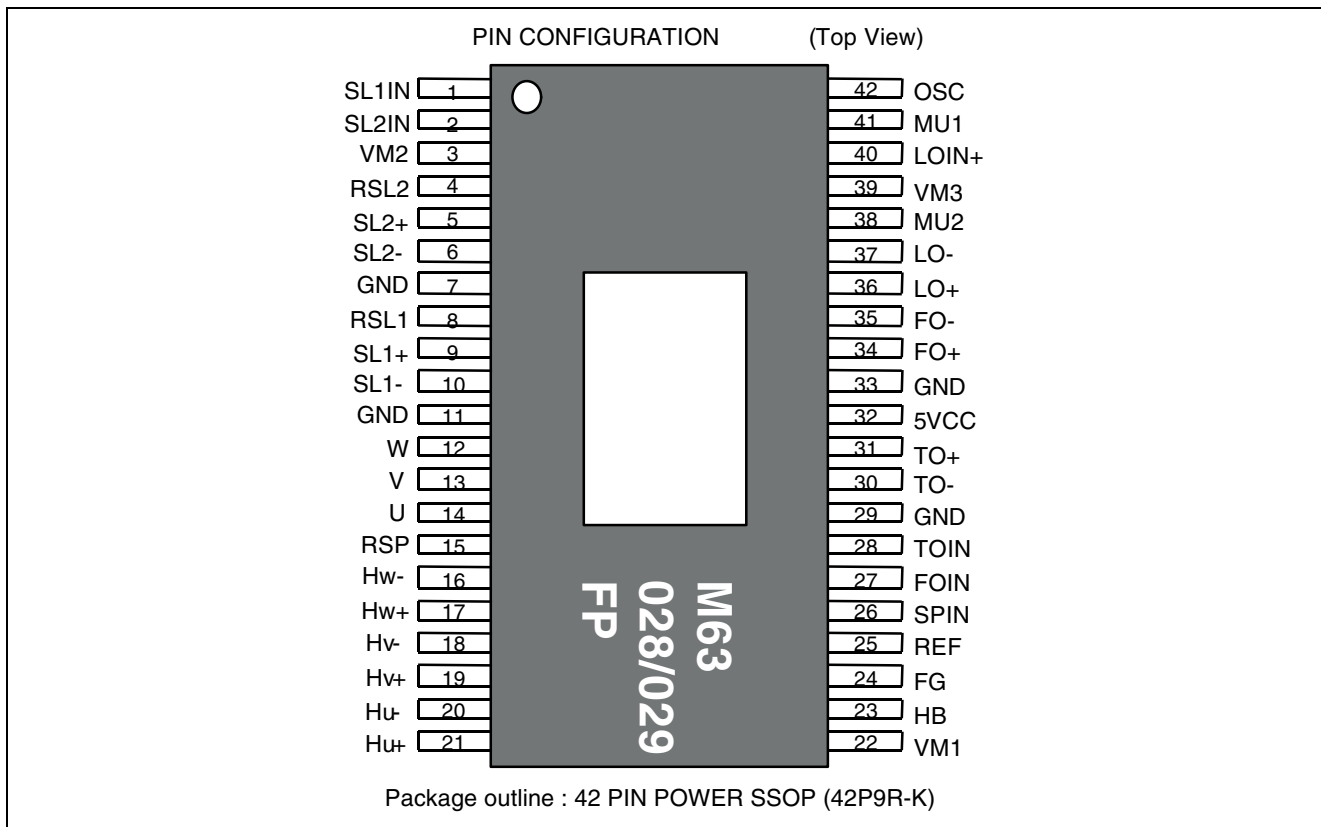 PIN CONFIGURATION (Top View)
SL1IN 1 42 OSC
SL2IN 2 41 MU1
VM2 3 40 LOIN+
RSL2 4 39 VM3
SL2+ 5 38 MU2
SL2- 6 37 LO-
GND 7 36 LO+
RSL1 8 35 FO-
SL1+ 9 34 FO+
SL1- 10 33 GND
GND 11 32 5VCC
W 12 31 TO+
V 13 30 TO-
U 14 29 GND
RSP 15 28 TOIN
Hw- 16 27 FOIN
Hw+ 17 26 SPIN
Hv- 18 25 REF
Hv+ 19 24 FG
Hu- 20 23 HB
Hu+ 21 22 VM1
M63
028/029
FP
Package outline : 42 PIN POWER SSOP (42P9R-K)